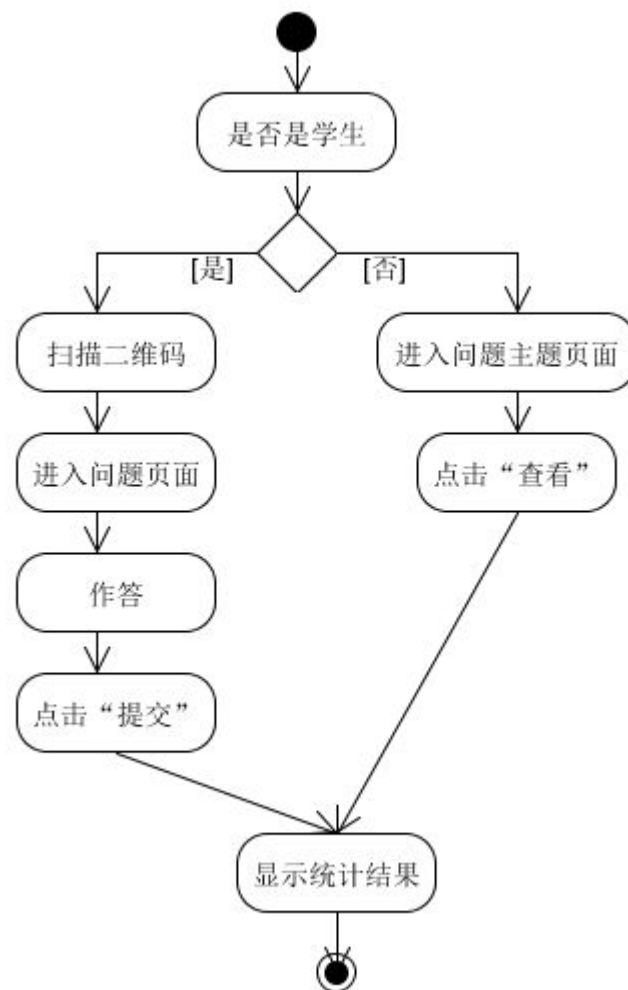 是否是学生
[是]
[否]
扫描二维码
进入问题主题页面
进入问题页面
点击“查看”
作答
点击“提交”
显示统计结果